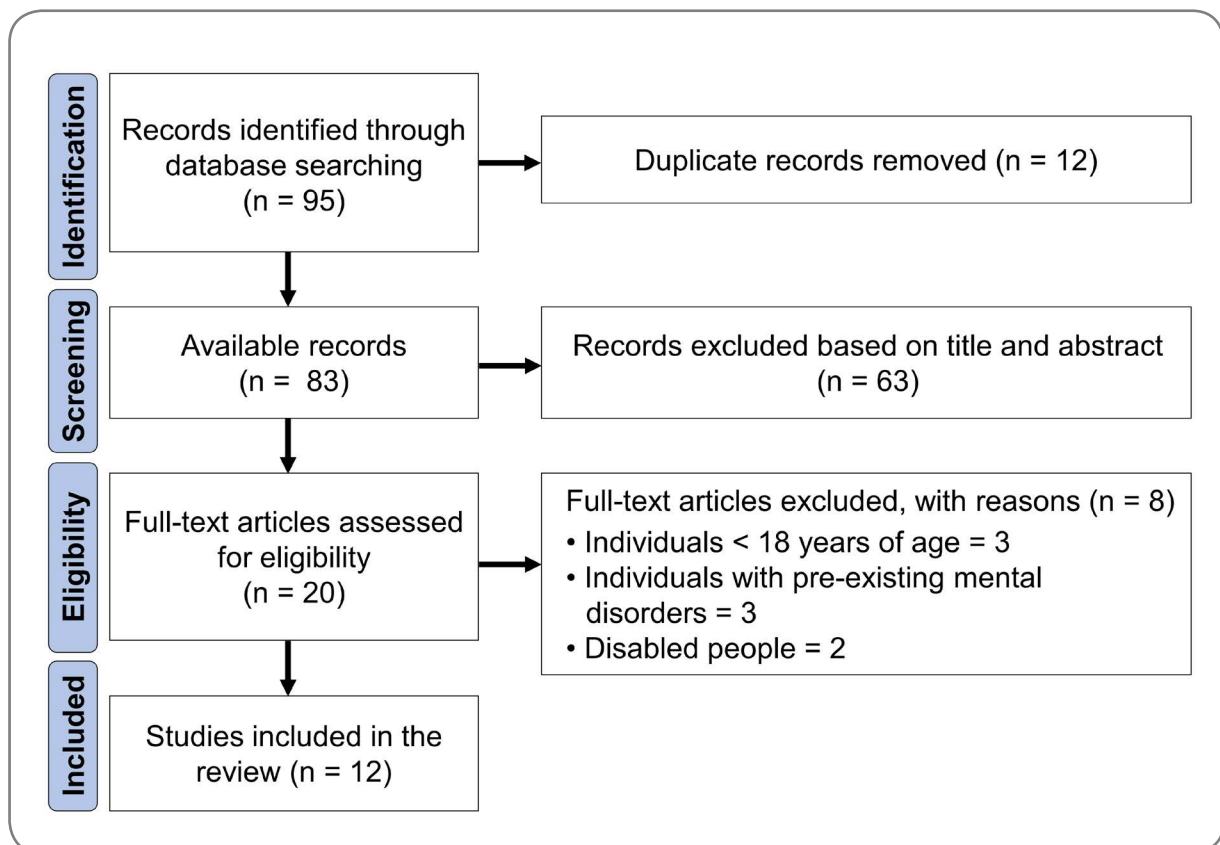 Identification
Records identified through
database searching
(n = 95)
Duplicate records removed (n = 12)
Screening
Available records
(n = 83)
Records excluded based on title and abstract
(n = 63)
Eligibility
Full-text articles assessed
for eligibility
(n = 20)
Full-text articles excluded, with reasons (n = 8)
• Individuals < 18 years of age = 3
• Individuals with pre-existing mental
disorders = 3
• Disabled people = 2
Included
Studies included in the
review (n = 12)